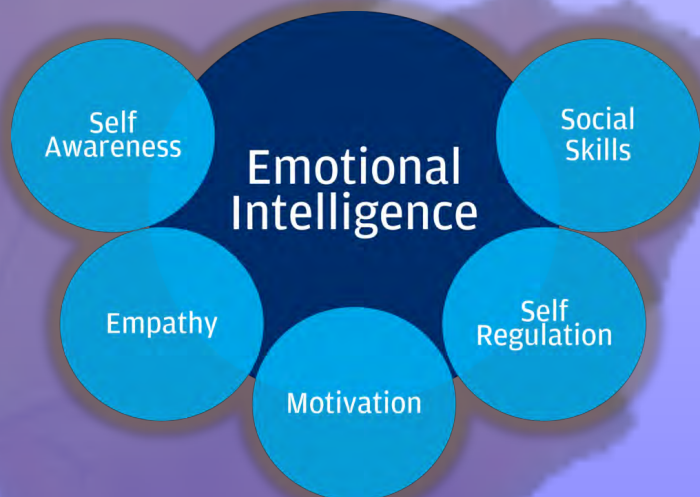 Self
Awareness
Emotional
Intelligence
Social
Skills
Empathy
Motivation
Self
Regulation